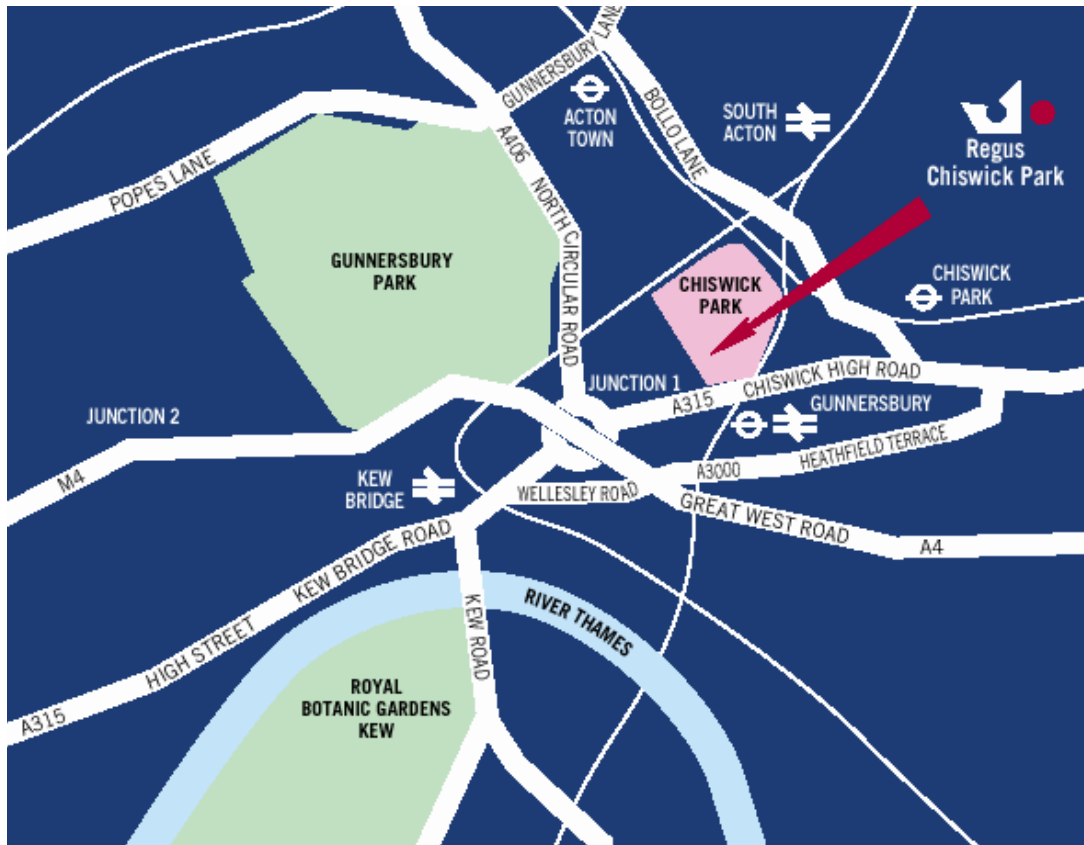 GUNNERSBURY LANE
ACTON
TOWN
BOLLO LANE
SOUTH
ACTON
Regus
Chiswick Park
POPES LANE
A406 NORTH CIRCULAR ROAD
GUNNERSBURY
PARK
CHISWICK
PARK
CHISWICK
PARK
JUNCTION 1
A315 CHISWICK HIGH ROAD
JUNCTION 2
GUNNERSBURY
M4
KEW
BRIDGE
WELLESLEY ROAD
A3000 HEATHFIELD TERRACE
GREAT WEST ROAD
A4
A315 HIGH STREET KEW BRIDGE ROAD
KEW ROAD
RIVER THAMES
ROYAL
BOTANIC GARDENS
KEW